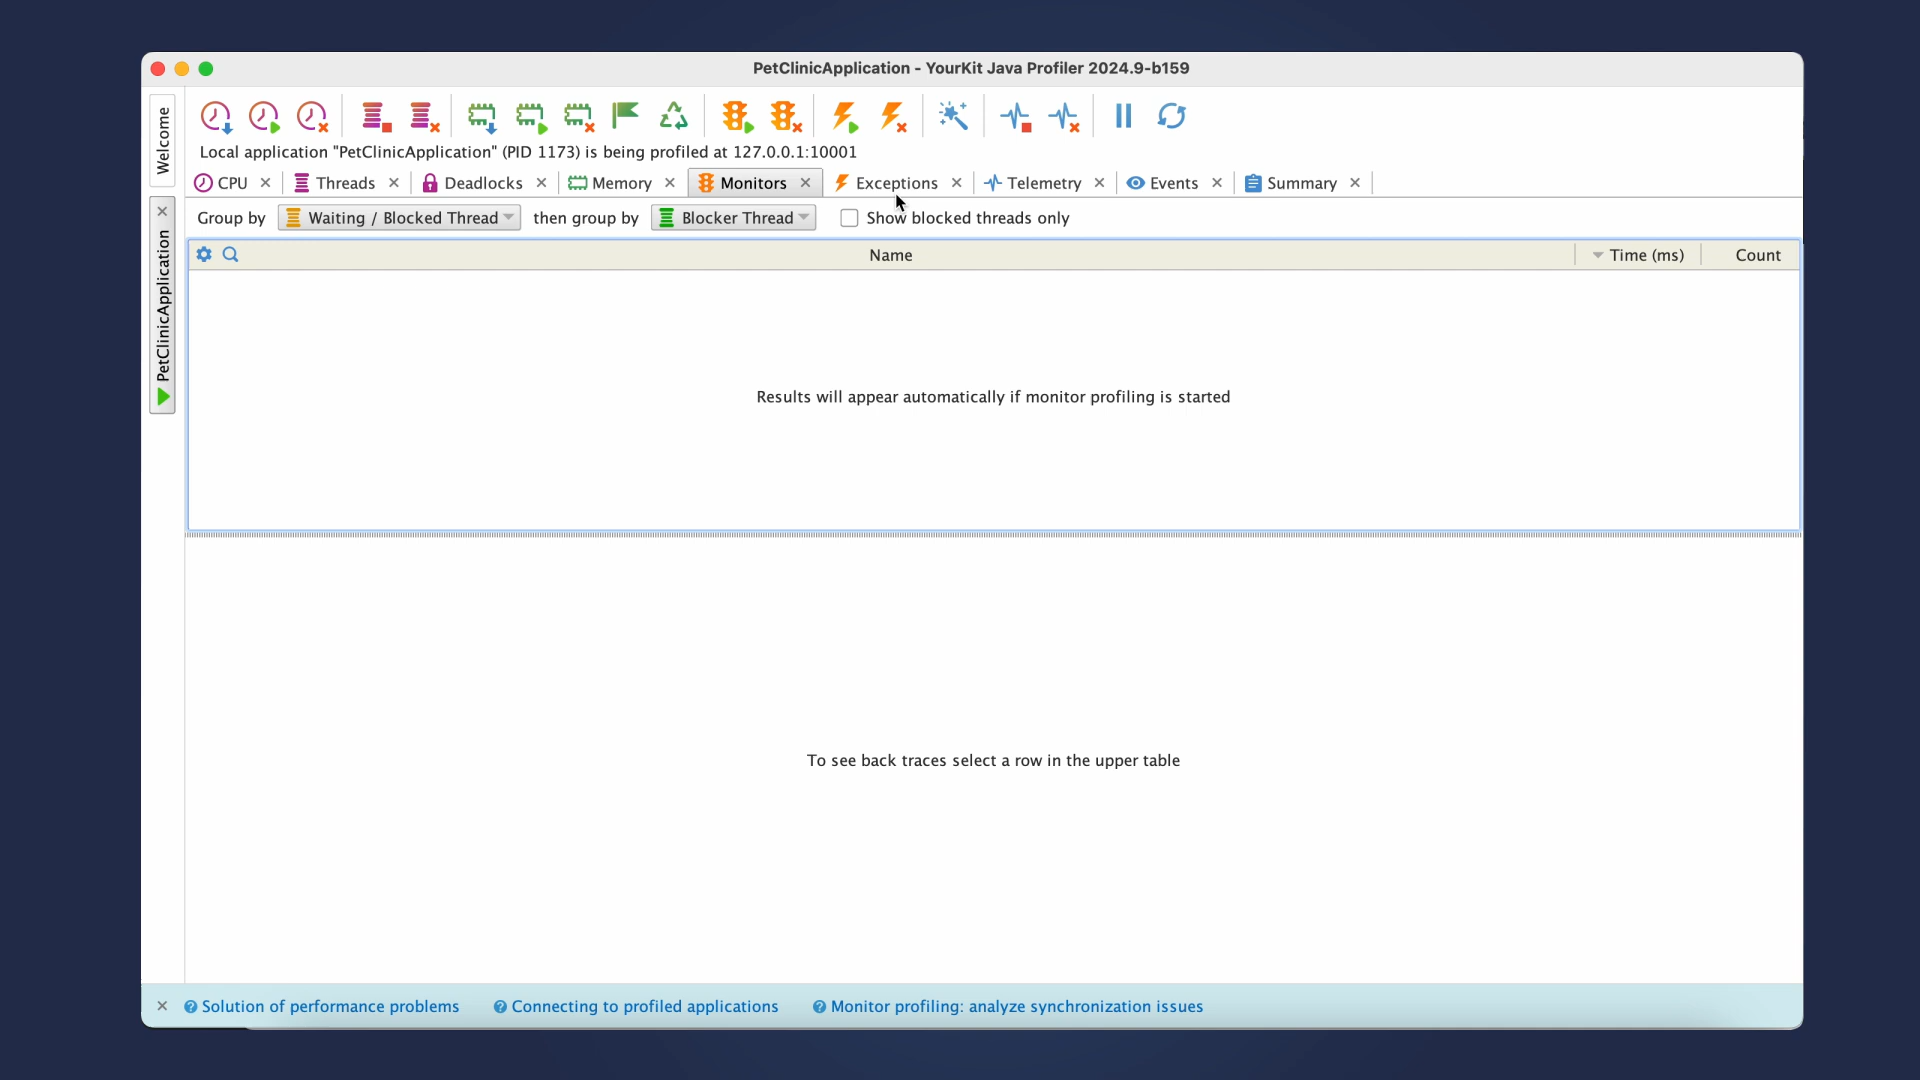 PetClinicApplication - YourKit Java Profiler 2024.9-b159
Welcome
PetClinicApplication
Local application "PetClinicApplication" (PID 1173) is being profiled at 127.0.0.1:10001
CPU Threads Deadlocks Memory Monitors Exceptions Telemetry Events Summary
Group by Waiting / Blocked Thread then group by Blocker Thread Show blocked threads only
Name Time (ms) Count
Results will appear automatically if monitor profiling is started
To see back traces select a row in the upper table
Solution of performance problems Connecting to profiled applications Monitor profiling: analyze synchronization issues